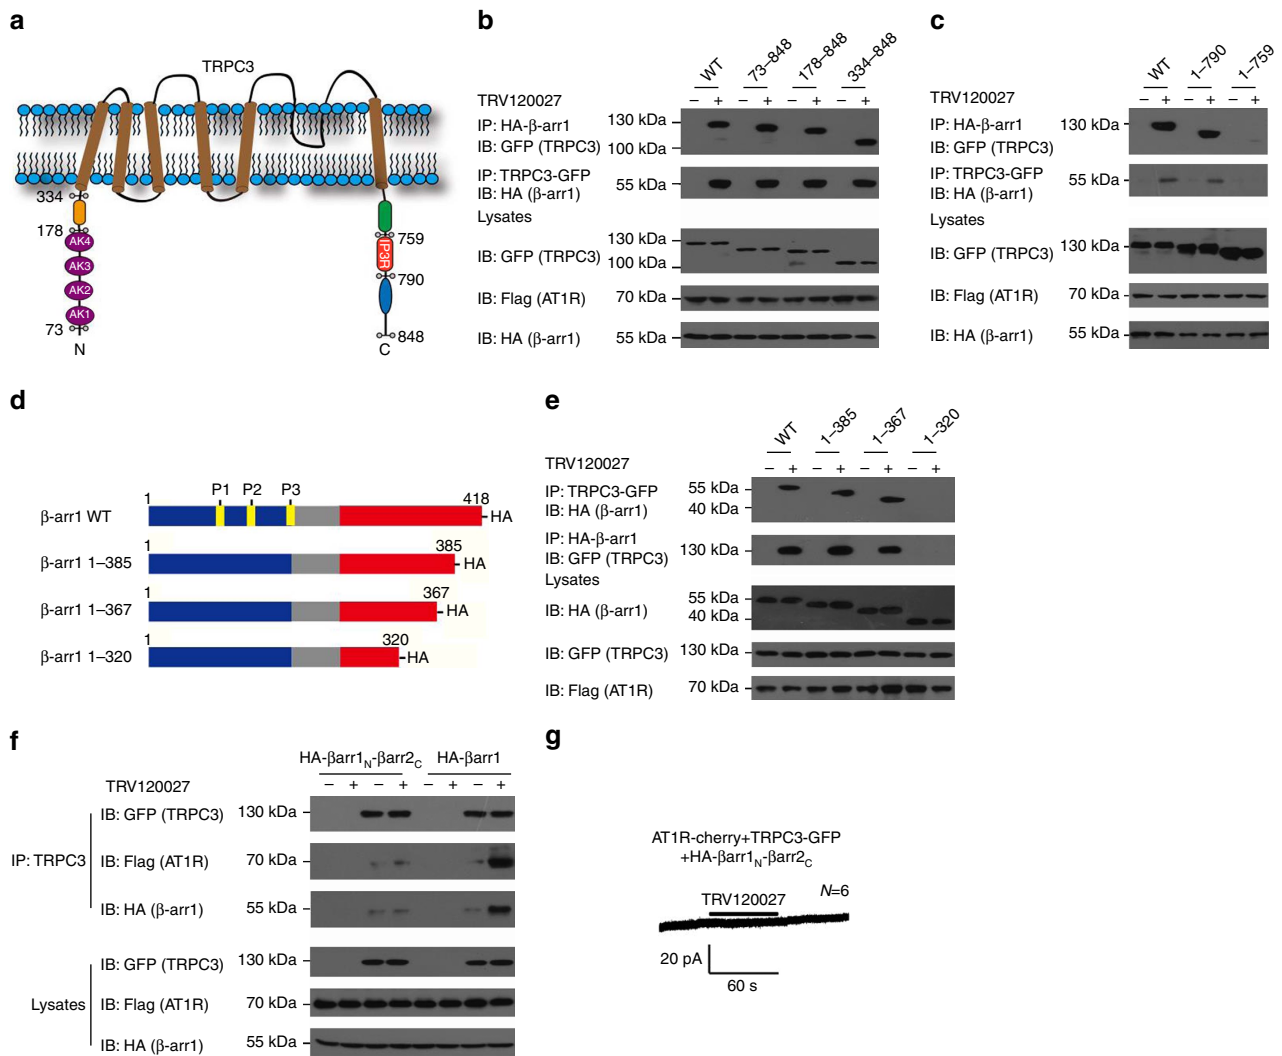 a
TRPC3
334
178
AK4
AK3
AK2
AK1
73
N
759
IP3R
790
848
C
b
WT 73–848 178–848 334–848
TRV120027 – + – + – + – +
IP: HA-β-arr1
IB: GFP (TRPC3)
130 kDa
100 kDa
IP: TRPC3-GFP
IB: HA (β-arr1)
55 kDa
Lysates
IB: GFP (TRPC3)
130 kDa
100 kDa
IB: Flag (AT1R) 70 kDa
IB: HA (β-arr1) 55 kDa
c
WT 1–790 1–759
TRV120027 – + – + – +
IP: HA-β-arr1
IB: GFP (TRPC3)
130 kDa
IP: TRPC3-GFP
IB: HA (β-arr1)
55 kDa
Lysates
IB: GFP (TRPC3) 130 kDa
IB: Flag (AT1R) 70 kDa
IB: HA (β-arr1) 55 kDa
d
1 P1 P2 P3 418
β-arr1 WT HA
1 385
β-arr1 1–385 HA
1 367
β-arr1 1–367 HA
1 320
β-arr1 1–320 HA
e
WT 1–385 1–367 1–320
TRV120027 – + – + – + – +
IP: TRPC3-GFP
IB: HA (β-arr1)
55 kDa
40 kDa
IP: HA-β-arr1
IB: GFP (TRPC3)
130 kDa
Lysates
IB: HA (β-arr1)
55 kDa
40 kDa
IB: GFP (TRPC3) 130 kDa
IB: Flag (AT1R) 70 kDa
f
HA-βarr1N-βarr2C HA-βarr1
TRV120027 – + – + – + – +
IP: TRPC3
IB: GFP (TRPC3) 130 kDa
IB: Flag (AT1R) 70 kDa
IB: HA (β-arr1) 55 kDa
Lysates
IB: GFP (TRPC3) 130 kDa
IB: Flag (AT1R) 70 kDa
IB: HA (β-arr1) 55 kDa
g
AT1R-cherry+TRPC3-GFP
+HA-βarr1N-βarr2C
TRV120027 N=6
20 pA
60 s